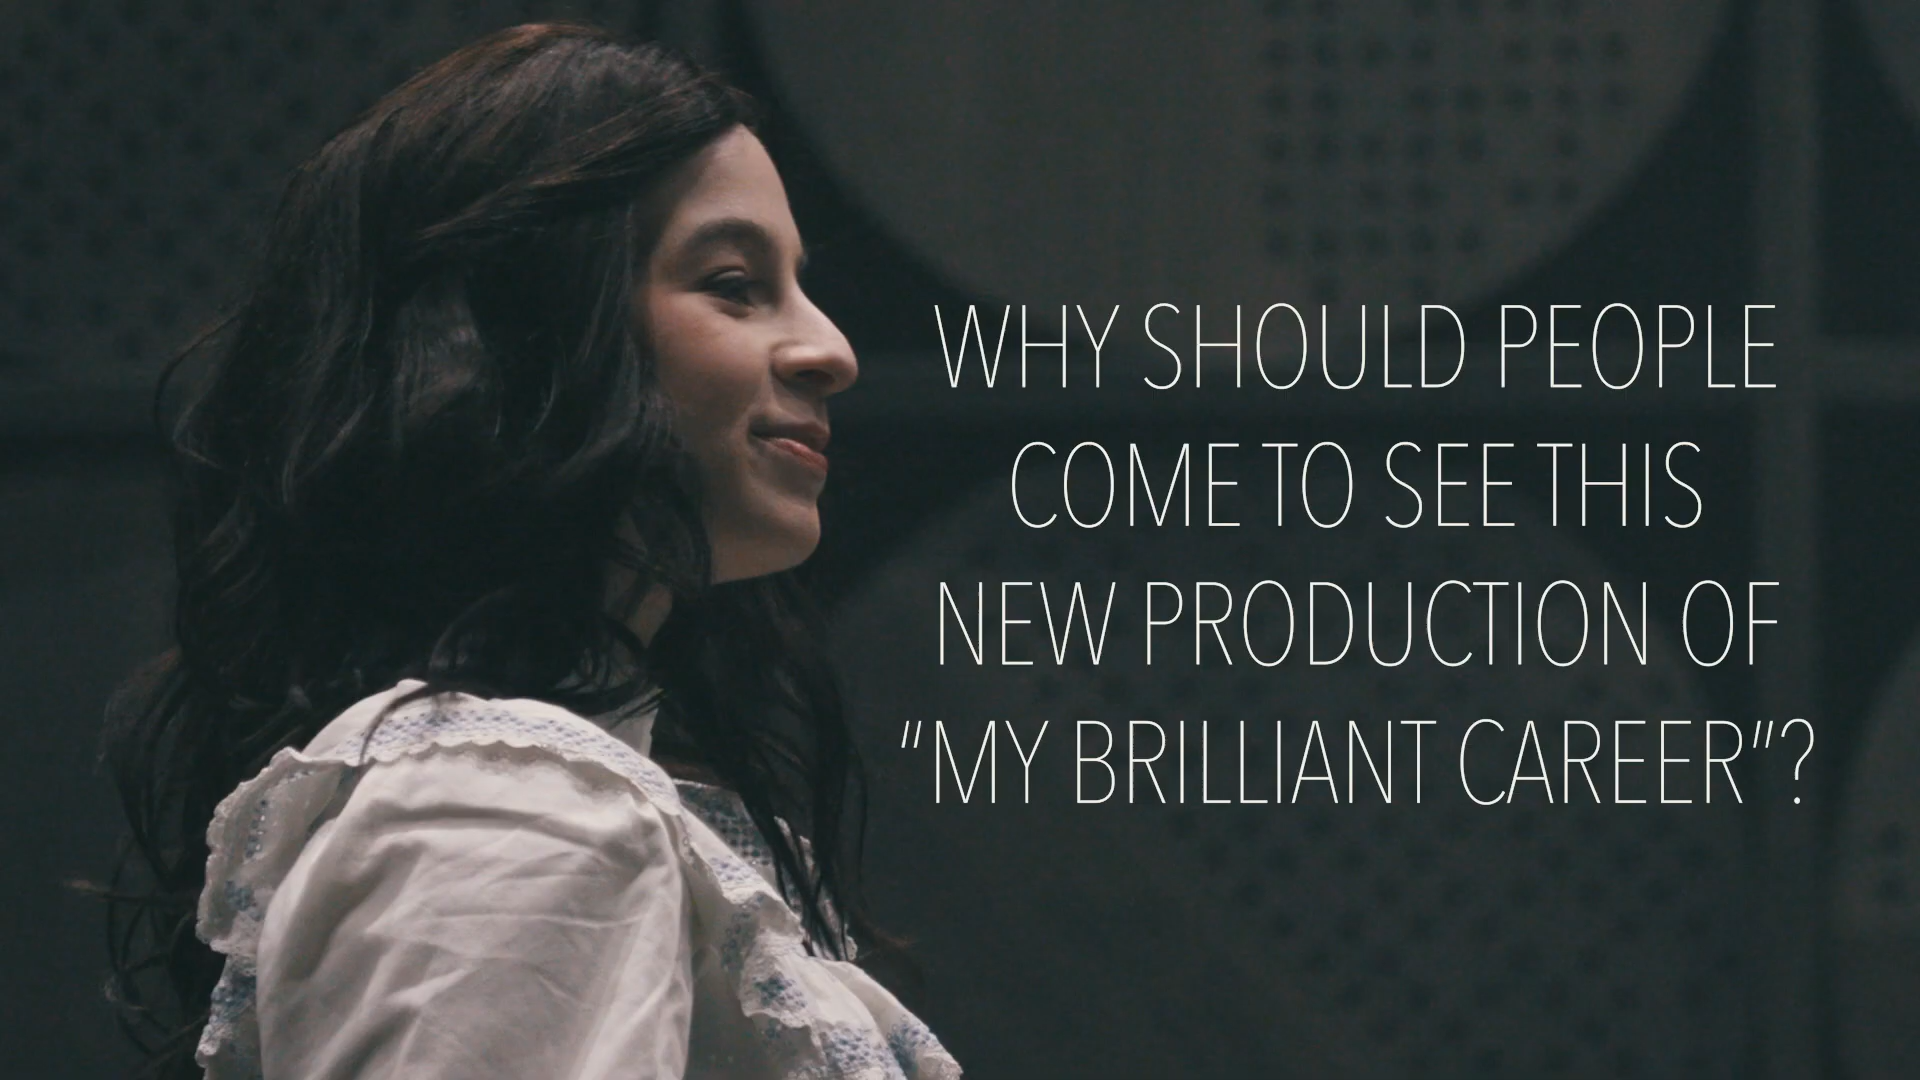 WHY SHOULD PEOPLE
COME TO SEE THIS
NEW PRODUCTION OF
"MY BRILLIANT CAREER"?